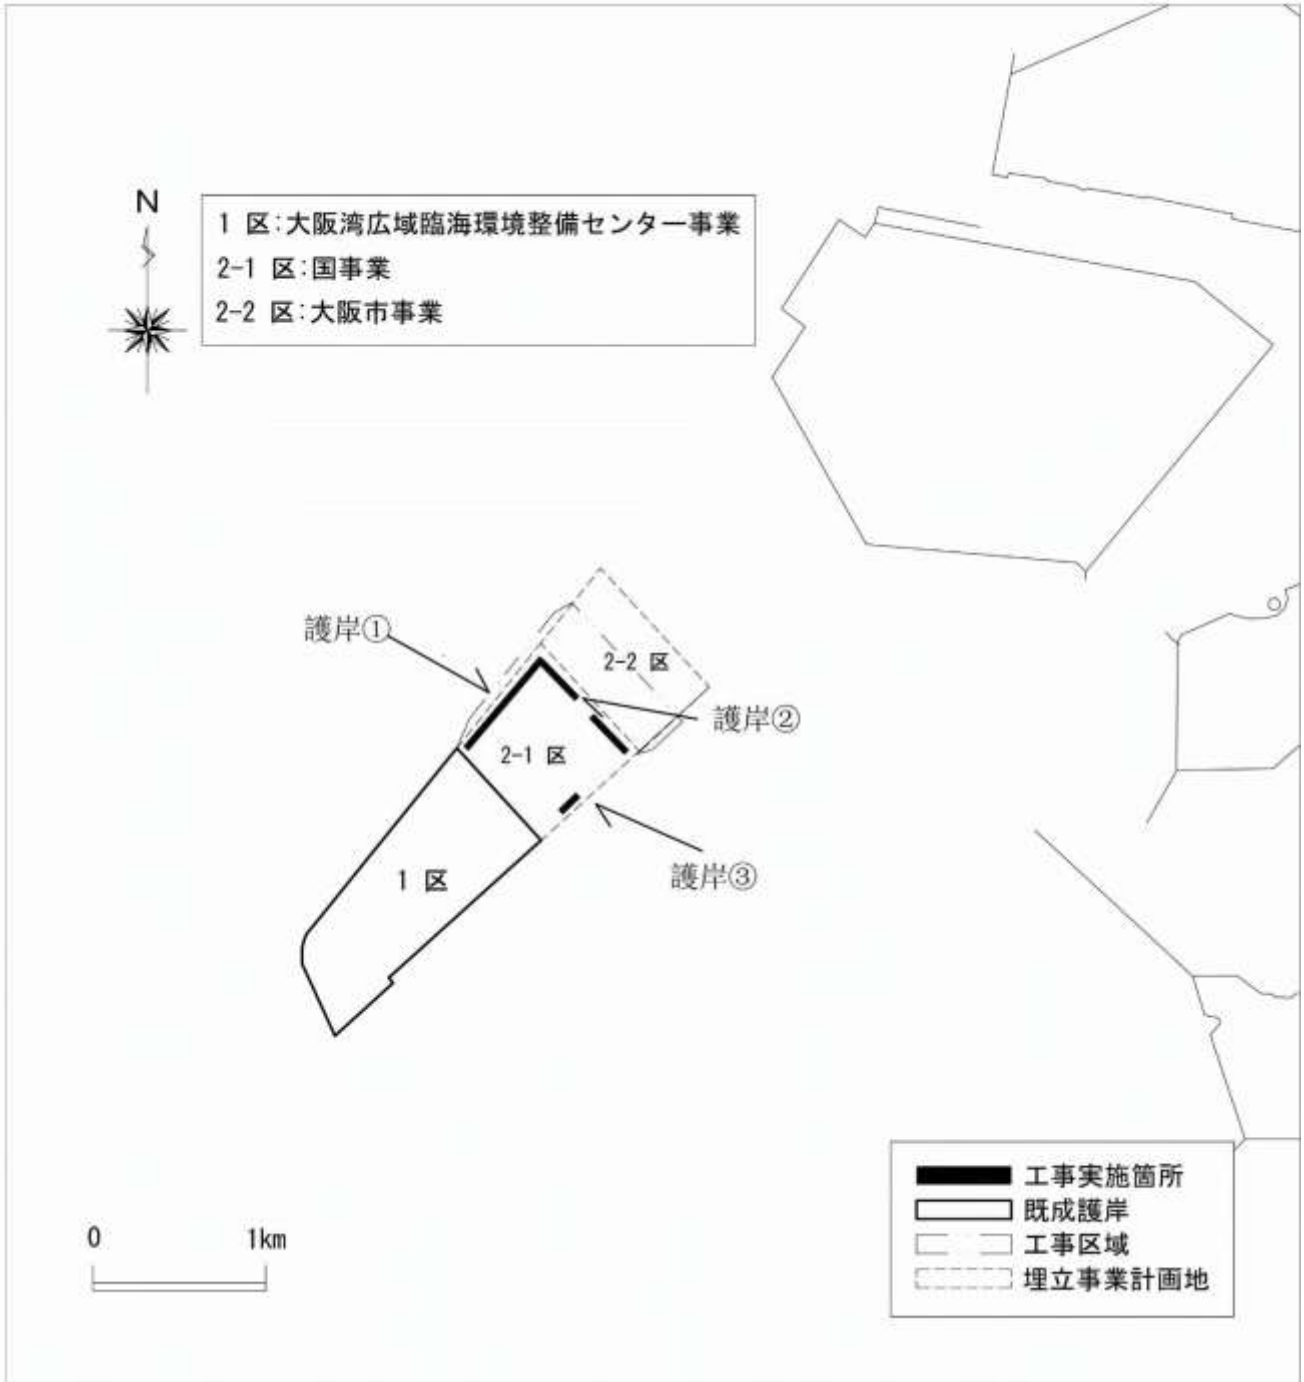 N
1 区:大阪湾広域臨海環境整備センター事業
2-1 区:国事業
2-2 区:大阪市事業
護岸①
2-2 区
護岸②
2-1 区
護岸③
1 区
工事実施箇所
既成護岸
工事区域
埋立事業計画地
0 1km